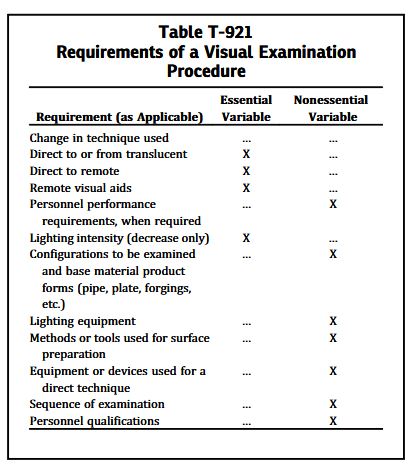 Table T-921
Requirements of a Visual Examination
Procedure
Essential Nonessential
Requirement (as Applicable) Variable Variable
Change in technique used ... ...
Direct to or from translucent X ...
Direct to remote X ...
Remote visual aids X ...
Personnel performance ... X
requirements, when required
Lighting intensity (decrease only) X ...
Configurations to be examined ... X
and base material product
forms (pipe, plate, forgings,
etc.)
Lighting equipment ... X
Methods or tools used for surface ... X
preparation
Equipment or devices used for a ... X
direct technique
Sequence of examination ... X
Personnel qualifications ... X